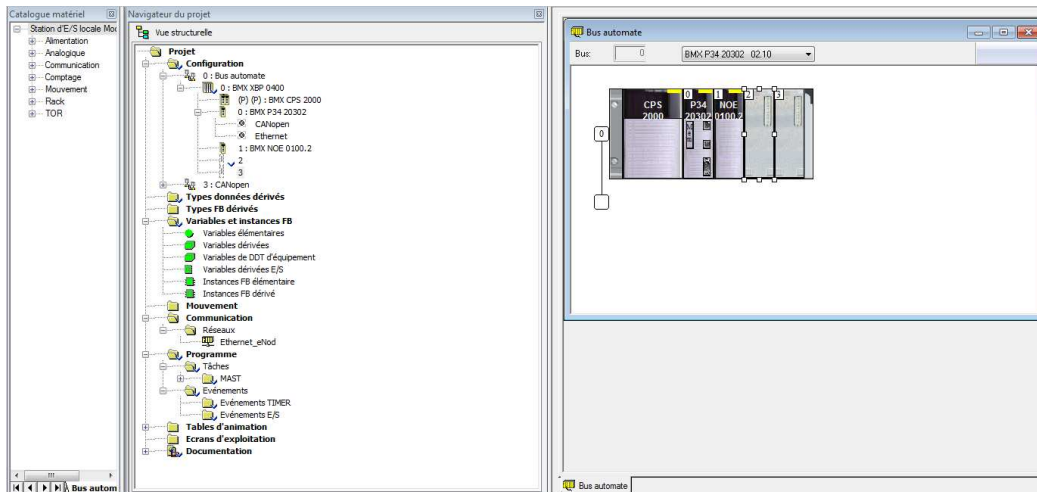 Catalogue matériel
Station d'E/S locale Mo
Alimentation
Analogique
Communication
Comptage
Mouvement
Rack
TOR
Bus autom
Navigateur du projet
Vue structurelle
Projet
Configuration
0 : Bus automate
0 : BMX XBP 0400
(P) (P) : BMX CPS 2000
0 : BMX P34 20302
CANopen
Ethernet
1 : BMX NOE 0100.2
2
3
3 : CANopen
Types données dérivés
Types FB dérivés
Variables et instances FB
Variables élémentaires
Variables dérivées
Variables de DDT d'équipement
Variables dérivées E/S
Instances FB élémentaire
Instances FB dérivé
Mouvement
Communication
Réseaux
Ethernet_eNod
Programme
Tâches
MAST
Evénements
Evénements TIMER
Evénements E/S
Tables d'animation
Ecrans d'exploitation
Documentation
Bus automate
Bus: 0 BMX P34 20302 02.10
0 1 2 3
CPS P34 NOE
2000 20302 0100.2
0
Bus automate